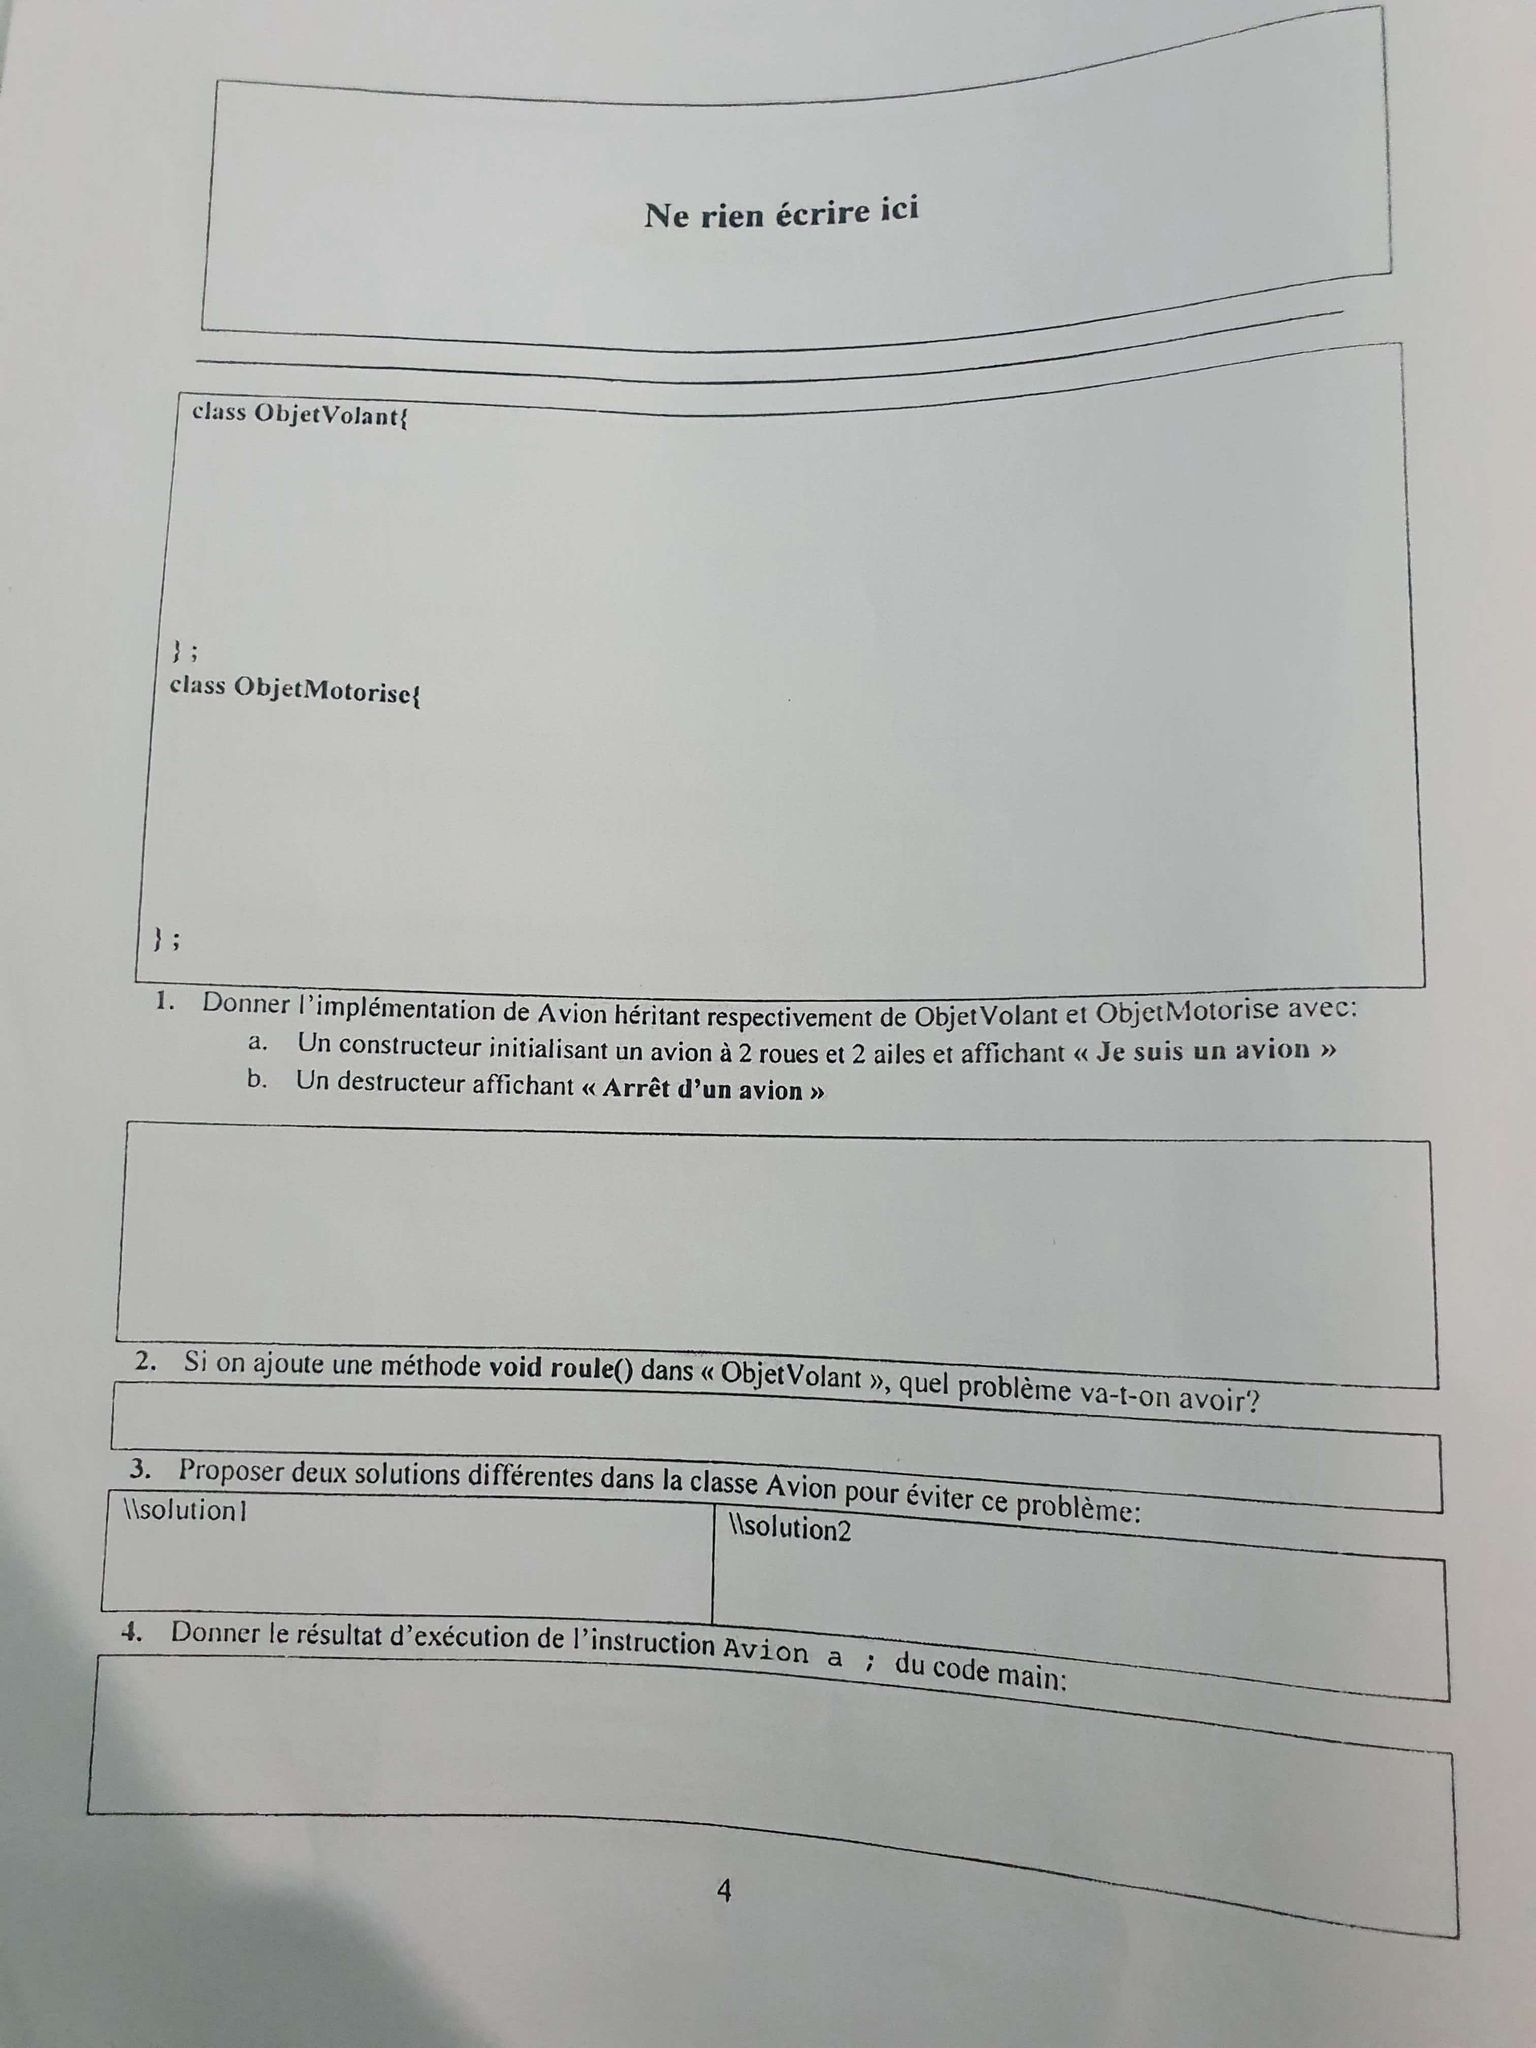 Ne rien écrire ici
class ObjetVolant{
} ;
class ObjetMotorise{
} ;
1. Donner l'implémentation de Avion héritant respectivement de ObjetVolant et ObjetMotorise avec:
a. Un constructeur initialisant un avion à 2 roues et 2 ailes et affichant « Je suis un avion »
b. Un destructeur affichant « Arrêt d'un avion »
2. Si on ajoute une méthode void roule() dans « ObjetVolant », quel problème va-t-on avoir?
3. Proposer deux solutions différentes dans la classe Avion pour éviter ce problème:
\\solution1
\\solution2
4. Donner le résultat d'exécution de l'instruction Avion a ; du code main:
4